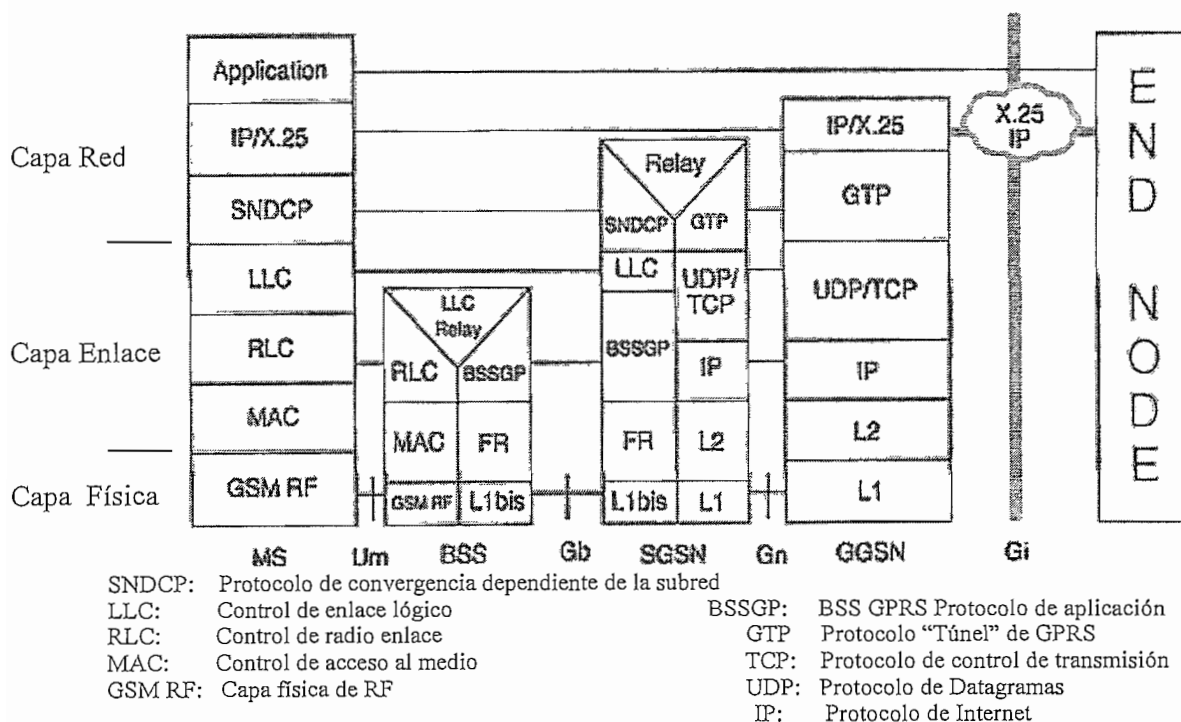 Application
IP/X.25
SNDCP
LLC
RLC
MAC
GSM RF
MS
Capa Red
Capa Enlace
Capa Física
Um
LLC
Relay
RLC
BSSGP
MAC
FR
GSM RF
L1bis
BSS
Gb
Relay
SNDCP
GTP
LLC
UDP/
TCP
BSSGP
IP
FR
L2
L1bis
L1
SGSN
Gn
IP/X.25
GTP
UDP/TCP
IP
L2
L1
GGSN
X.25
IP
Gi
END NODE
SNDCP: Protocolo de convergencia dependiente de la subred
LLC: Control de enlace lógico
RLC: Control de radio enlace
MAC: Control de acceso al medio
GSM RF: Capa física de RF
BSSGP: BSS GPRS Protocolo de aplicación
GTP Protocolo “Túnel” de GPRS
TCP: Protocolo de control de transmisión
UDP: Protocolo de Datagramas
IP: Protocolo de Internet